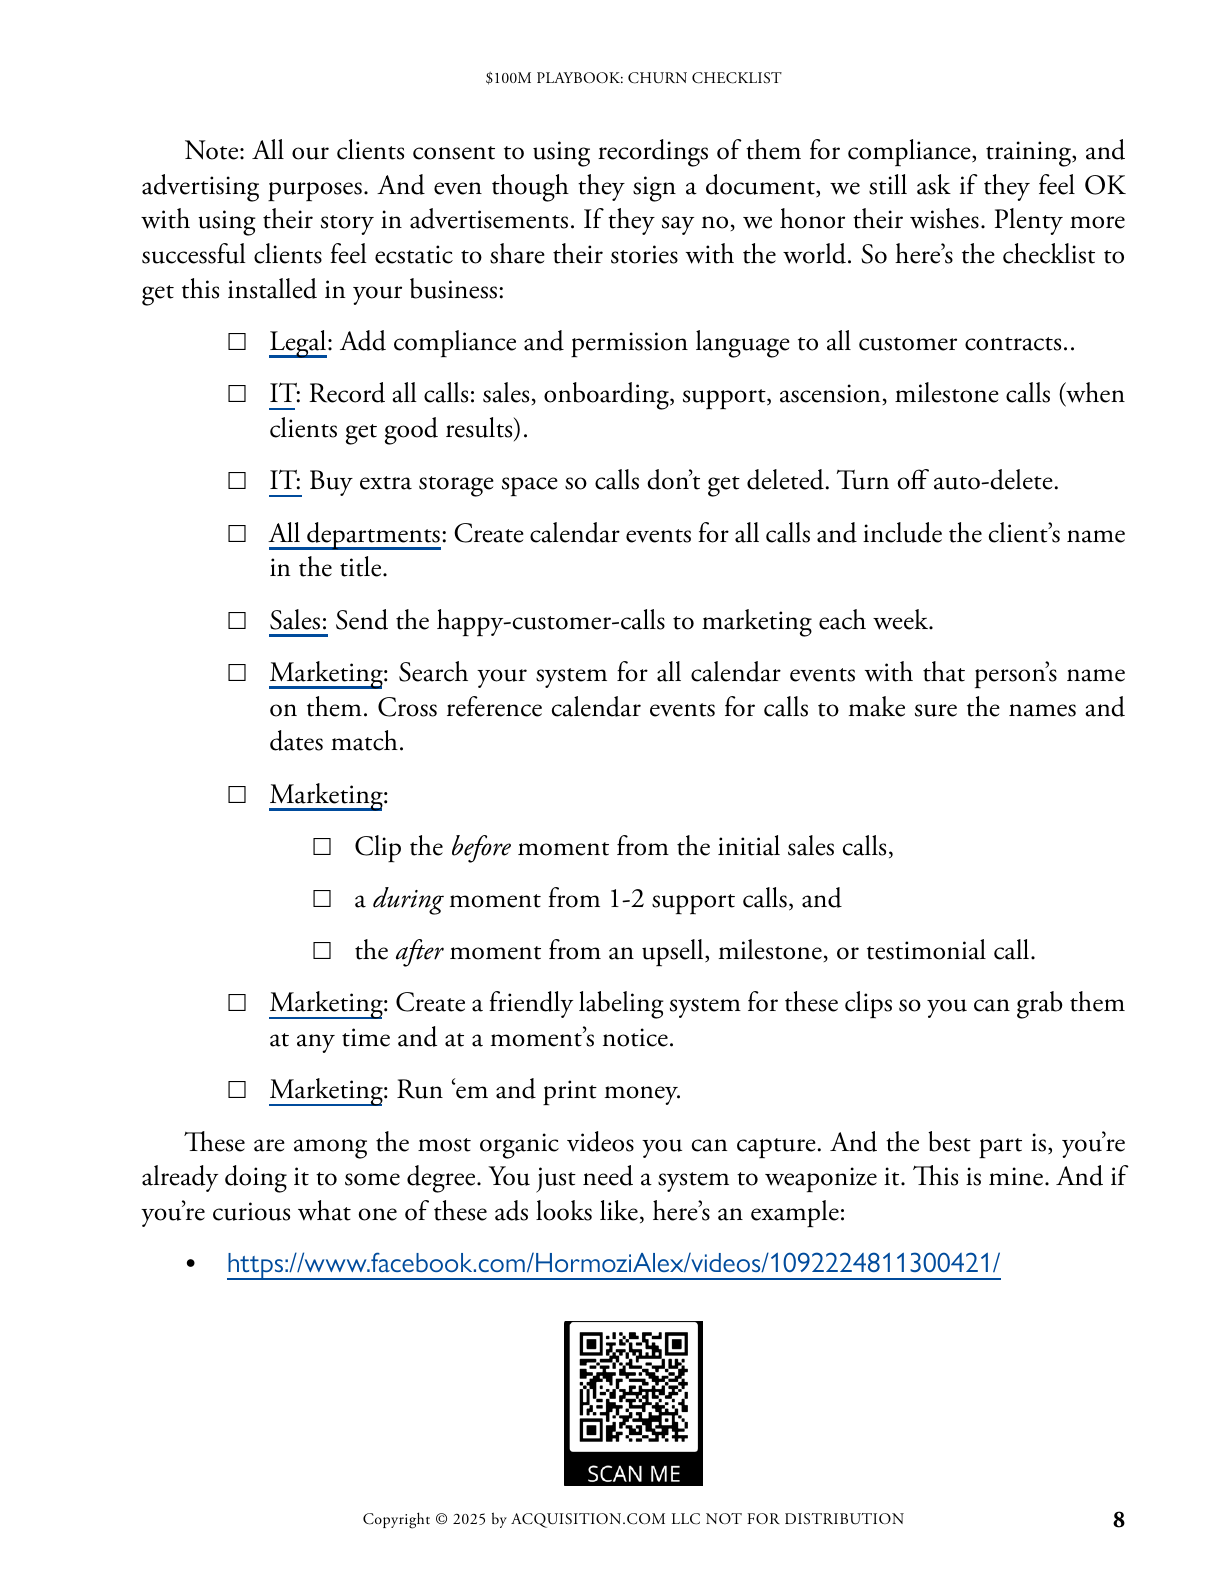 $100M PLAYBOOK: CHURN CHECKLIST
Note: All our clients consent to using recordings of them for compliance, training, and
advertising purposes. And even though they sign a document, we still ask if they feel OK
with using their story in advertisements. If they say no, we honor their wishes. Plenty more
successful clients feel ecstatic to share their stories with the world. So here's the checklist to
get this installed in your business:
☐ Legal: Add compliance and permission language to all customer contracts..
☐ IT: Record all calls: sales, onboarding, support, ascension, milestone calls (when
clients get good results).
☐ IT: Buy extra storage space so calls don't get deleted. Turn off auto-delete.
☐ All departments: Create calendar events for all calls and include the client's name
in the title.
☐ Sales: Send the happy-customer-calls to marketing each week.
☐ Marketing: Search your system for all calendar events with that person's name
on them. Cross reference calendar events for calls to make sure the names and
dates match.
☐ Marketing:
☐ Clip the before moment from the initial sales calls,
☐ a during moment from 1-2 support calls, and
☐ the after moment from an upsell, milestone, or testimonial call.
☐ Marketing: Create a friendly labeling system for these clips so you can grab them
at any time and at a moment's notice.
☐ Marketing: Run ‘em and print money.
These are among the most organic videos you can capture. And the best part is, you're
already doing it to some degree. You just need a system to weaponize it. This is mine. And if
you're curious what one of these ads looks like, here's an example:
• https://www.facebook.com/HormoziAlex/videos/1092224811300421/
SCAN ME
Copyright © 2025 by ACQUISITION.COM LLC NOT FOR DISTRIBUTION
8